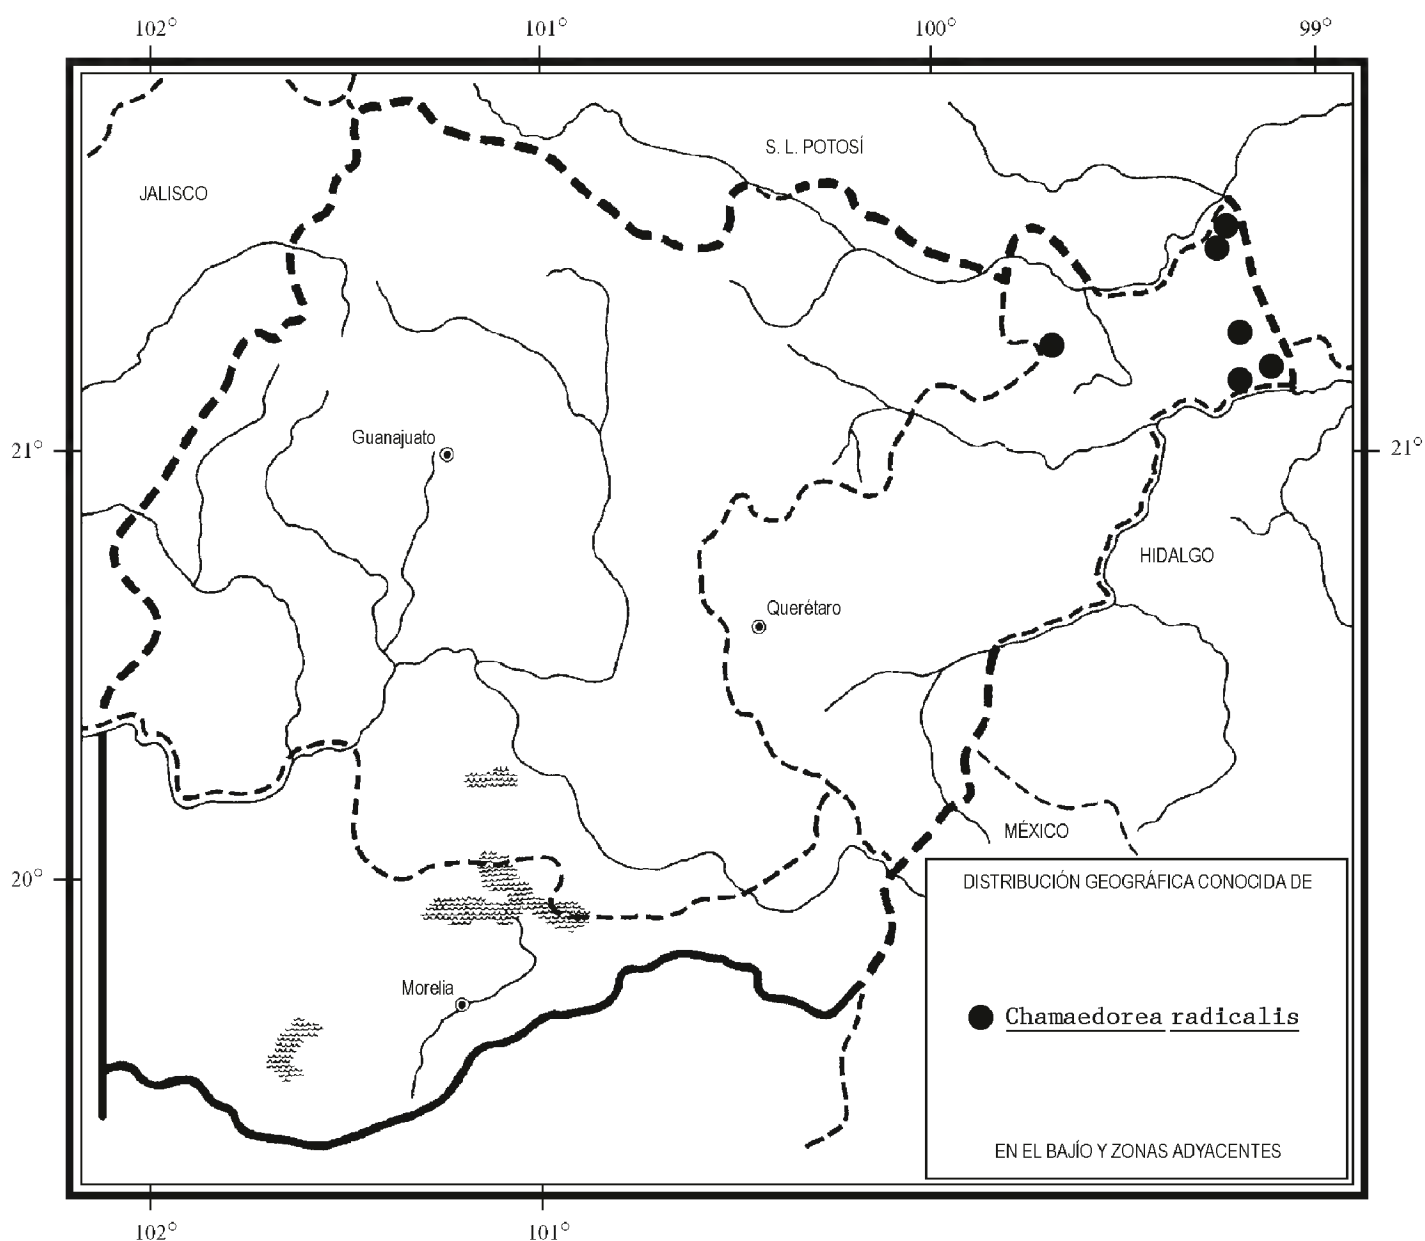 102° 101° 100° 99°
S. L. POTOSÍ
JALISCO
Guanajuato
21° 21°
HIDALGO
Querétaro
MÉXICO
20°
DISTRIBUCIÓN GEOGRÁFICA CONOCIDA DE
Morelia
Chamaedorea radicalis
EN EL BAJÍO Y ZONAS ADYACENTES
102° 101°